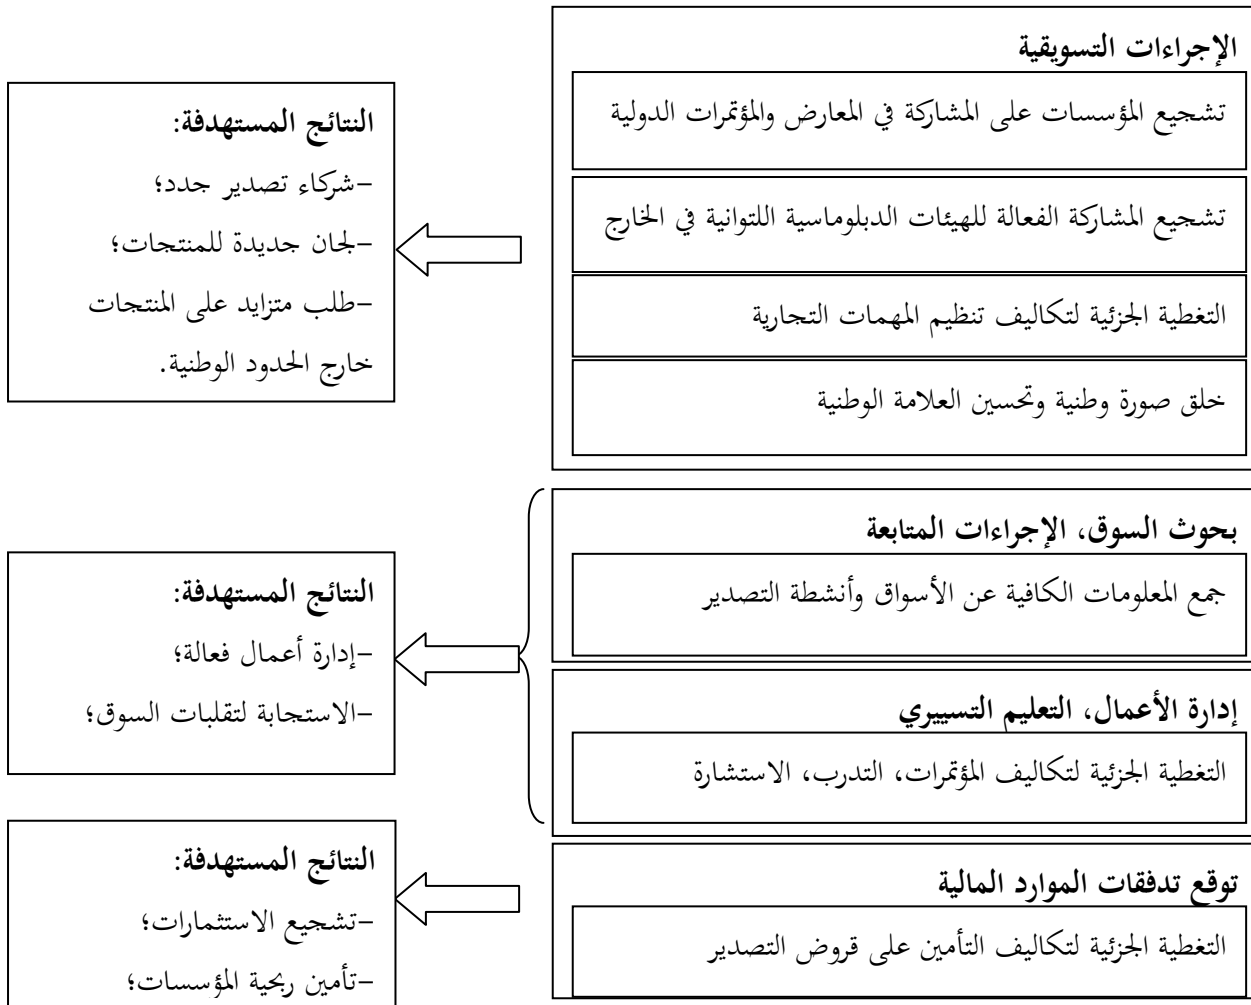 الإجراءات التسويقية
تشجيع المؤسسات على المشاركة في المعارض والمؤتمرات الدولية
تشجيع المشاركة الفعالة للهيئات الدبلوماسية اللتوانية في الخارج
التغطية الجزئية لتكاليف تنظيم المهمات التجارية
خلق صورة وطنية وتحسين العلامة الوطنية
النتائج المستهدفة:
-شركاء تصدير جدد؛
-لجان جديدة للمنتجات؛
-طلب متزايد على المنتجات
خارج الحدود الوطنية.
بحوث السوق، الإجراءات المتابعة
جمع المعلومات الكافية عن الأسواق وأنشطة التصدير
إدارة الأعمال، التعليم التسييري
التغطية الجزئية لتكاليف المؤتمرات، التدرب، الاستشارة
النتائج المستهدفة:
-إدارة أعمال فعالة؛
-الاستجابة لتقلبات السوق؛
توقع تدفقات الموارد المالية
التغطية الجزئية لتكاليف التأمين على قروض التصدير
النتائج المستهدفة:
-تشجيع الاستثمارات؛
-تأمين ربحية المؤسسات؛